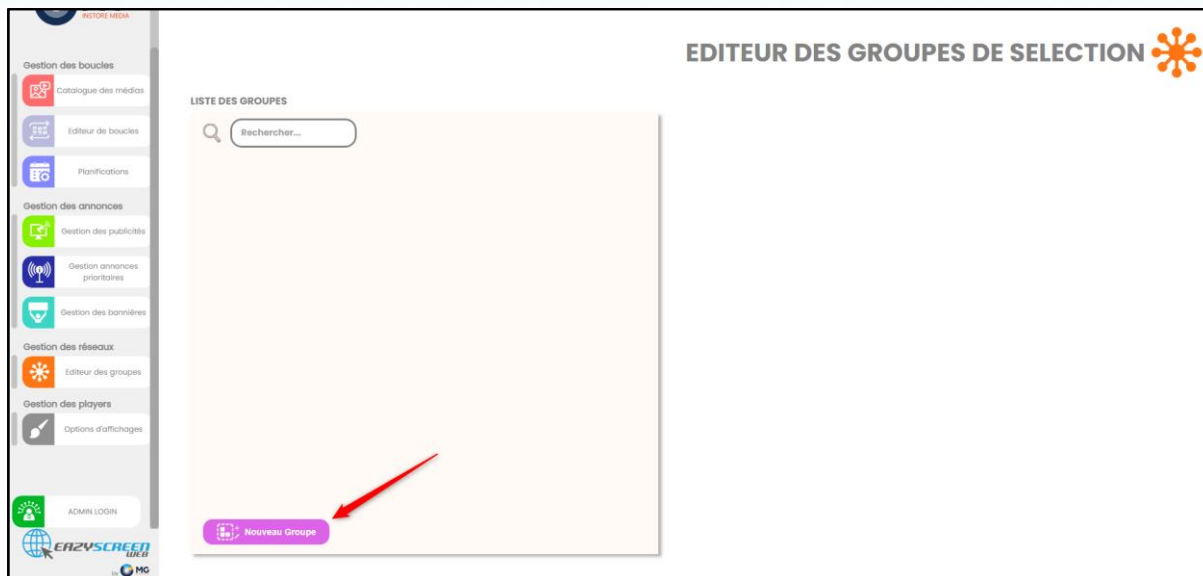 INSTORE MEDIA
EDITEUR DES GROUPES DE SELECTION
Gestion des boucles
Catalogue des médias
Editeur de boucles
Planifications
Gestion des annonces
Gestion des publicités
Gestion annonces
prioritaires
Gestion des bannières
Gestion des réseaux
Editeur des groupes
Gestion des players
Options d'affichages
ADMIN LOGIN
EAZYSCREEN
WEB
by MG
LISTE DES GROUPES
Rechercher...
Nouveau Groupe